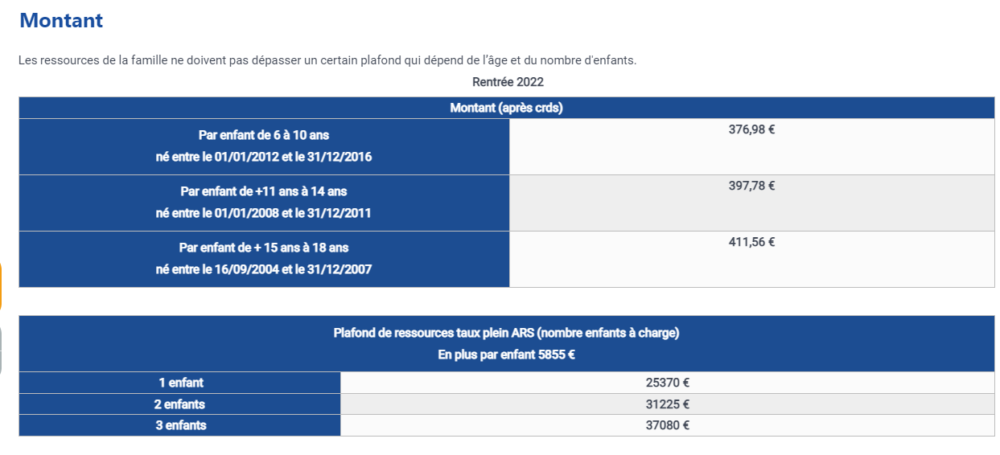 Montant
Les ressources de la famille ne doivent pas dépasser un certain plafond qui dépend de l’âge et du nombre d'enfants.
Rentrée 2022
Montant (après crds)
Par enfant de 6 à 10 ans
né entre le 01/01/2012 et le 31/12/2016
376,98 €
Par enfant de +11 ans à 14 ans
né entre le 01/01/2008 et le 31/12/2011
397,78 €
Par enfant de + 15 ans à 18 ans
né entre le 16/09/2004 et le 31/12/2007
411,56 €
Plafond de ressources taux plein ARS (nombre enfants à charge)
En plus par enfant 5855 €
1 enfant 25370 €
2 enfants 31225 €
3 enfants 37080 €